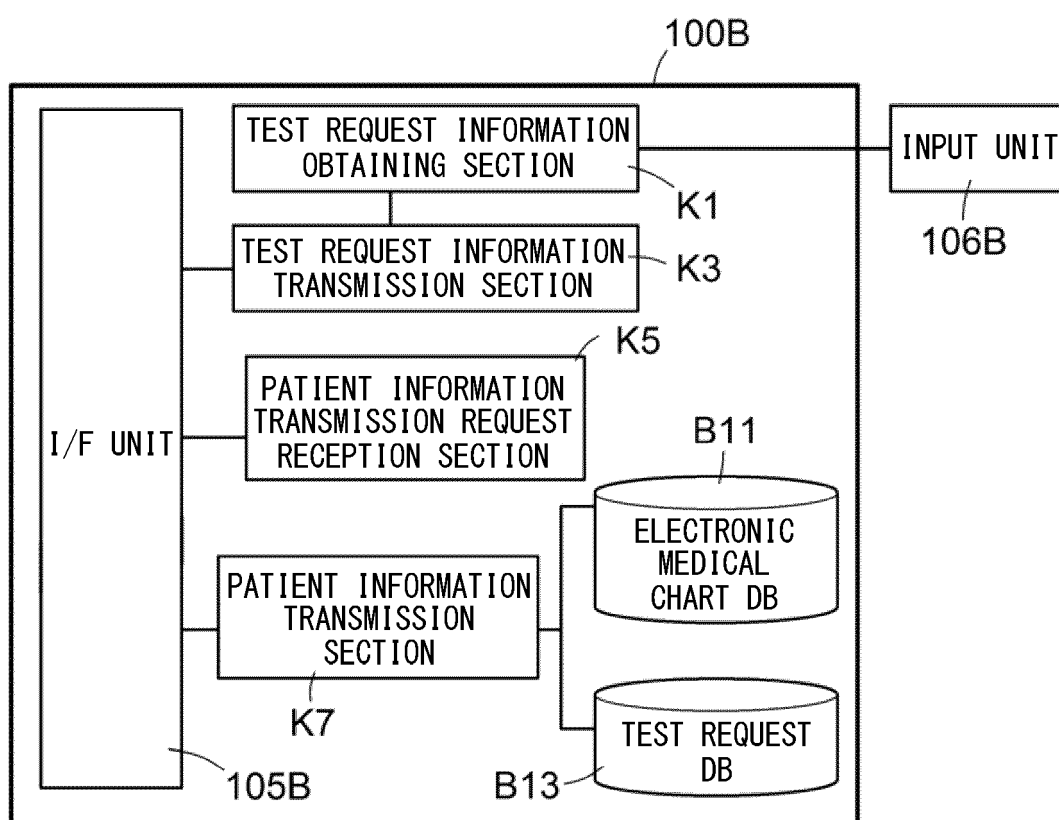 100B
TEST REQUEST INFORMATION
OBTAINING SECTION
K1
INPUT UNIT
106B
TEST REQUEST INFORMATION
TRANSMISSION SECTION
K3
K5
PATIENT INFORMATION
TRANSMISSION REQUEST
RECEPTION SECTION
I/F UNIT
B11
ELECTRONIC
MEDICAL
CHART DB
PATIENT INFORMATION
TRANSMISSION
SECTION
K7
TEST REQUEST
DB
B13
105B